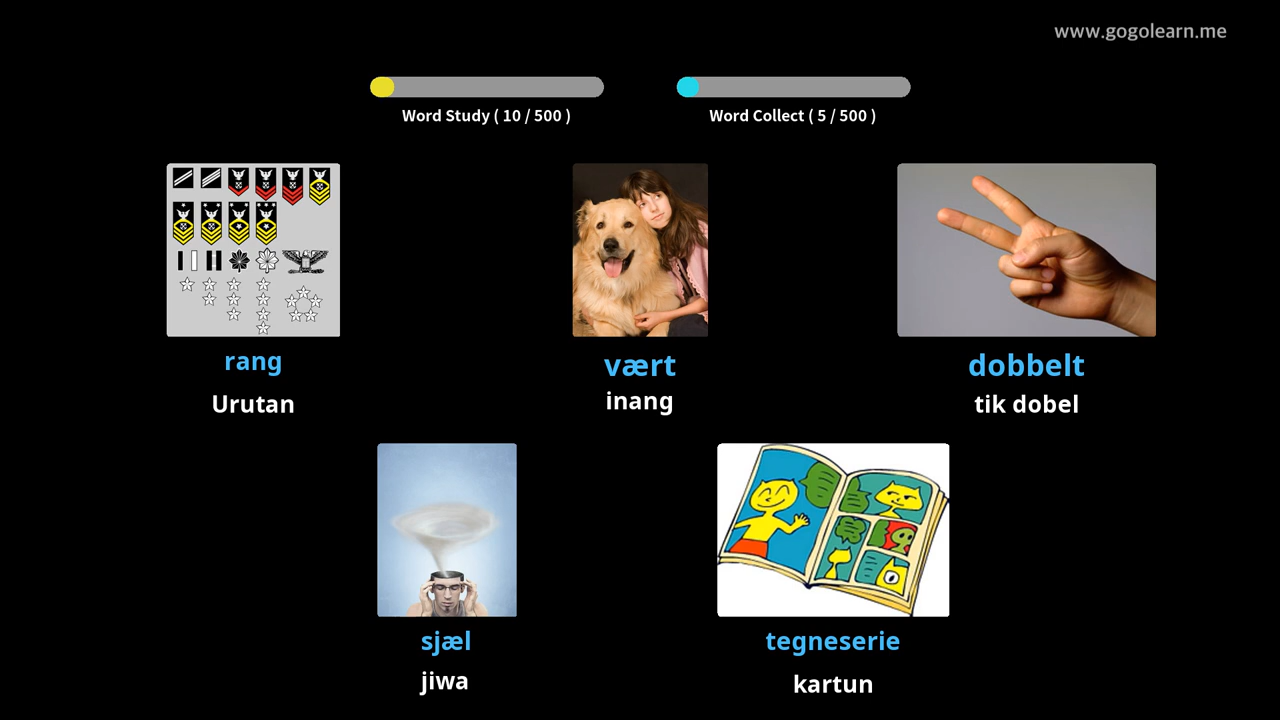 www.gogolearn.me
Word Study ( 10 / 500 )
Word Collect ( 5 / 500 )
rang
Urutan
vært
inang
dobbelt
tik dobel
sjæl
jiwa
tegneserie
kartun